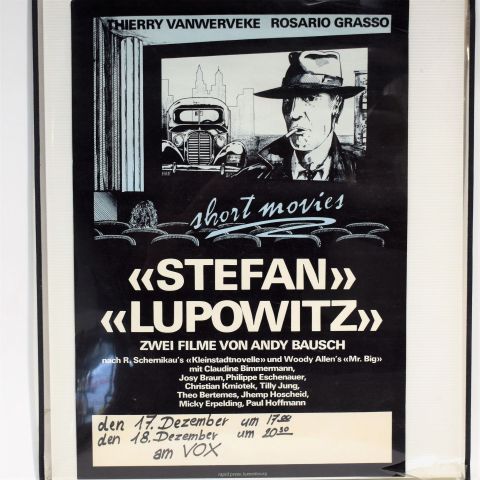 THIERRY VANWERVEKE ROSARIO GRASSO
short movies
«STEFAN»
«LUPOWITZ»
ZWEI FILME VON ANDY BAUSCH
nach R. Schernikau's «Kleinstadtnovelle» und Woody Allen's «Mr. Big»
mit Claudine Bimmermann,
Josy Braun, Philippe Eschenauer,
Christian Kmiotek, Tilly Jung,
Theo Bertemes, Jhemp Hoscheid,
Micky Erpelding, Paul Hoffmann
den 17. Dezember um 17 00
den 18. Dezember um 20 30
am VOX